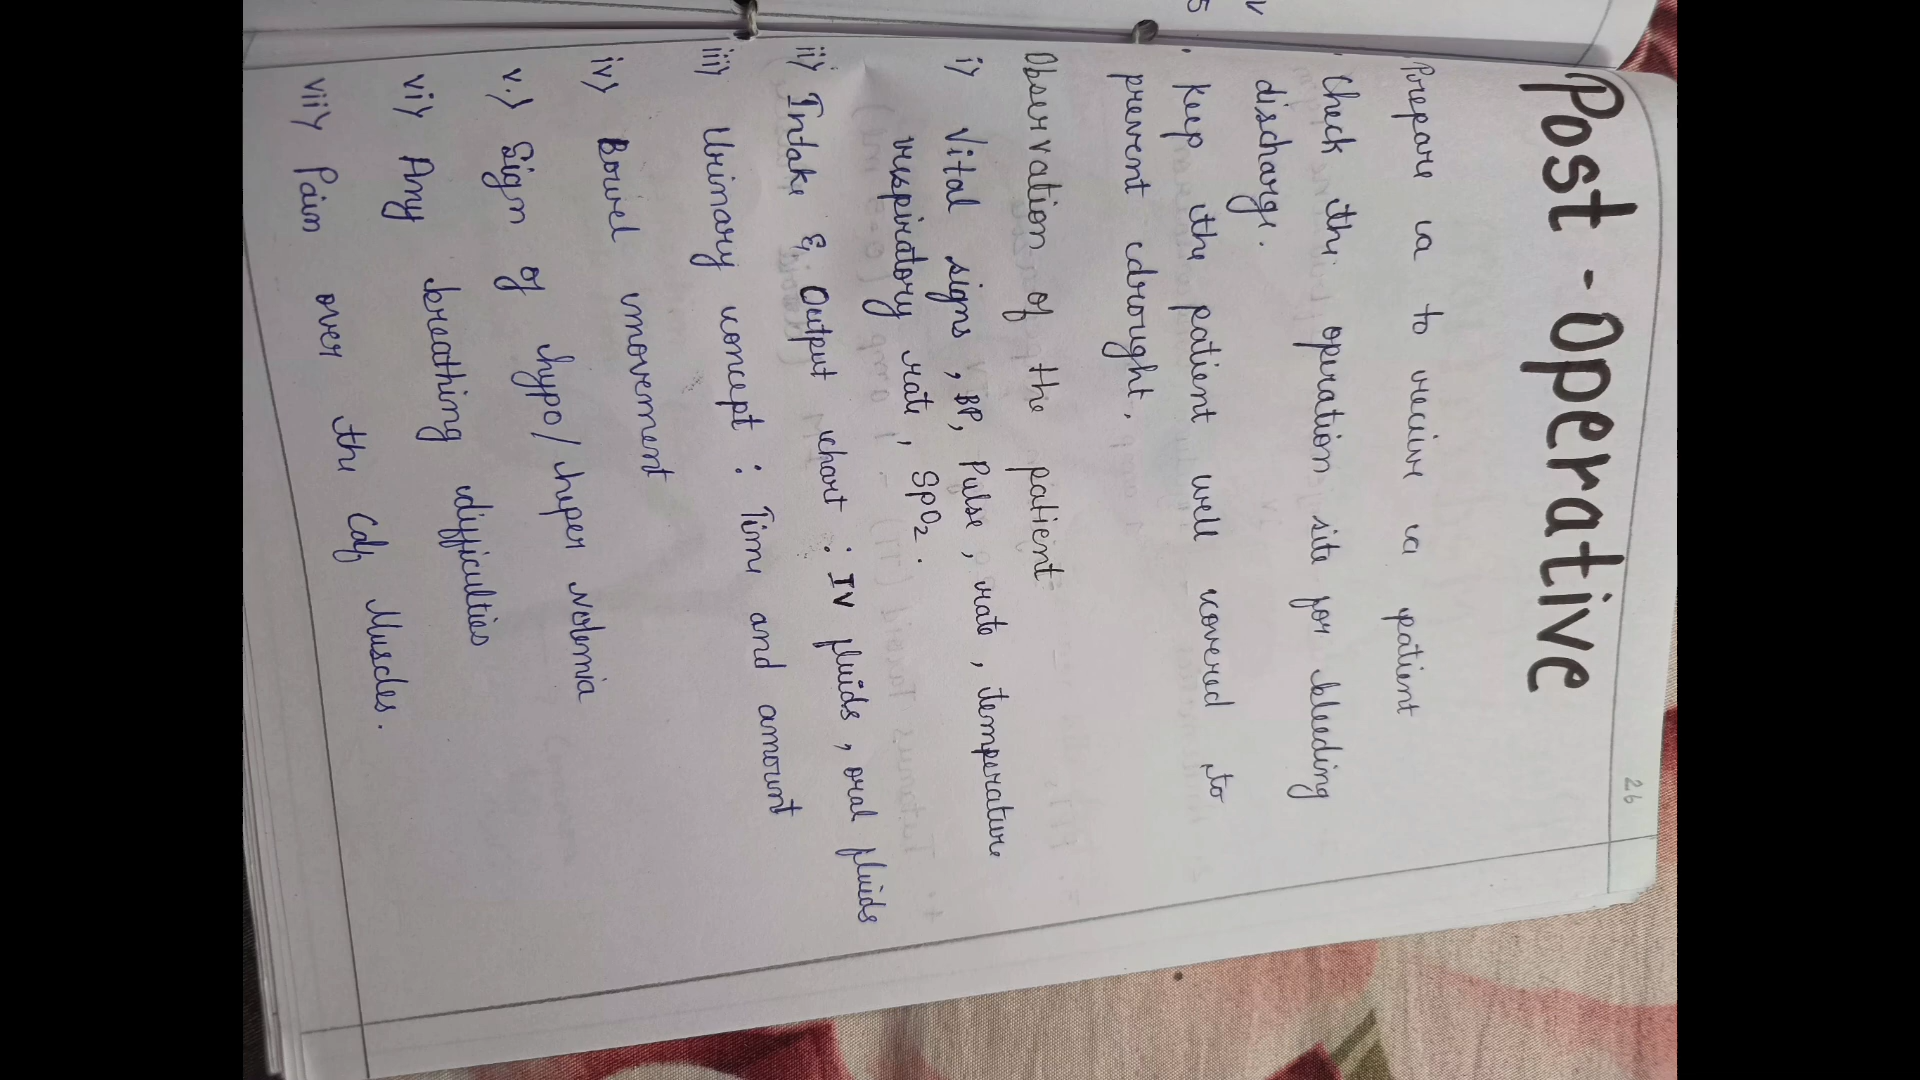 26
Post-Operative
Prepare a to recive a patient
Check the operation site for bleeding
discharge.
• Keep the patient well covered to
prevent drought.
Observation of the patient
i> Vital signs, BP, Pulse, rate, temperature
respiratory rate, SpO2.
ii> Intake & Output chart : IV fluids, oral fluids
iii> Urinary concept : Time and amount
iv> Bowel movement
v.> Sign of hypo/hyper volemia
vi> Any breathing difficulties
vii> Pain over the Calf Muscles.